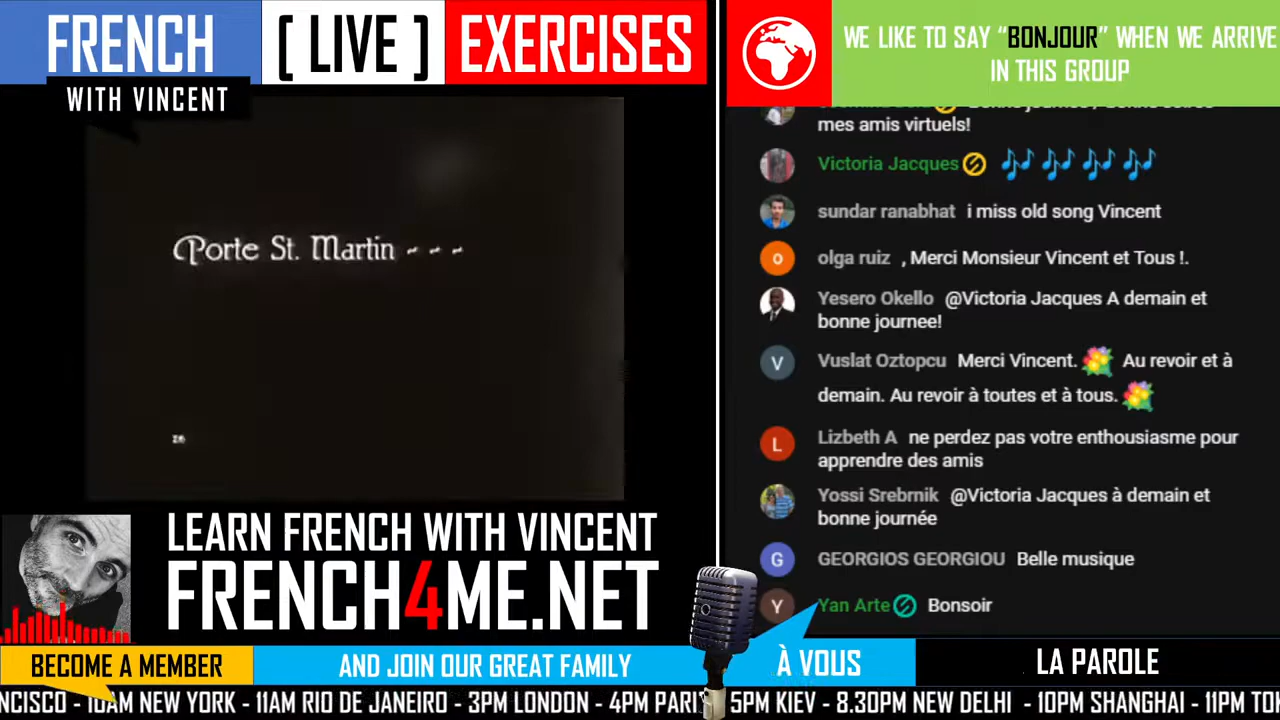 FRENCH
[ LIVE ]
EXERCISES
WITH VINCENT
WE LIKE TO SAY “BONJOUR” WHEN WE ARRIVE
IN THIS GROUP
Porte St. Martin - - -
26
mes amis virtuels!
Victoria Jacques
sundar ranabhat i miss old song Vincent
olga ruiz , Merci Monsieur Vincent et Tous !.
Yesero Okello @Victoria Jacques A demain et
bonne journee!
Vuslat Oztopcu Merci Vincent. Au revoir et à
demain. Au revoir à toutes et à tous.
Lizbeth A ne perdez pas votre enthousiasme pour
apprendre des amis
Yossi Srebrnik @Victoria Jacques à demain et
bonne journée
GEORGIOS GEORGIOU Belle musique
Yan Arte Bonsoir
LEARN FRENCH WITH VINCENT
FRENCH4ME.NET
BECOME A MEMBER
AND JOIN OUR GREAT FAMILY
À VOUS
LA PAROLE
NCISCO - 10AM NEW YORK - 11AM RIO DE JANEIRO - 3PM LONDON - 4PM PARI 5PM KIEV - 8.30PM NEW DELHI - 10PM SHANGHAI - 11PM TO